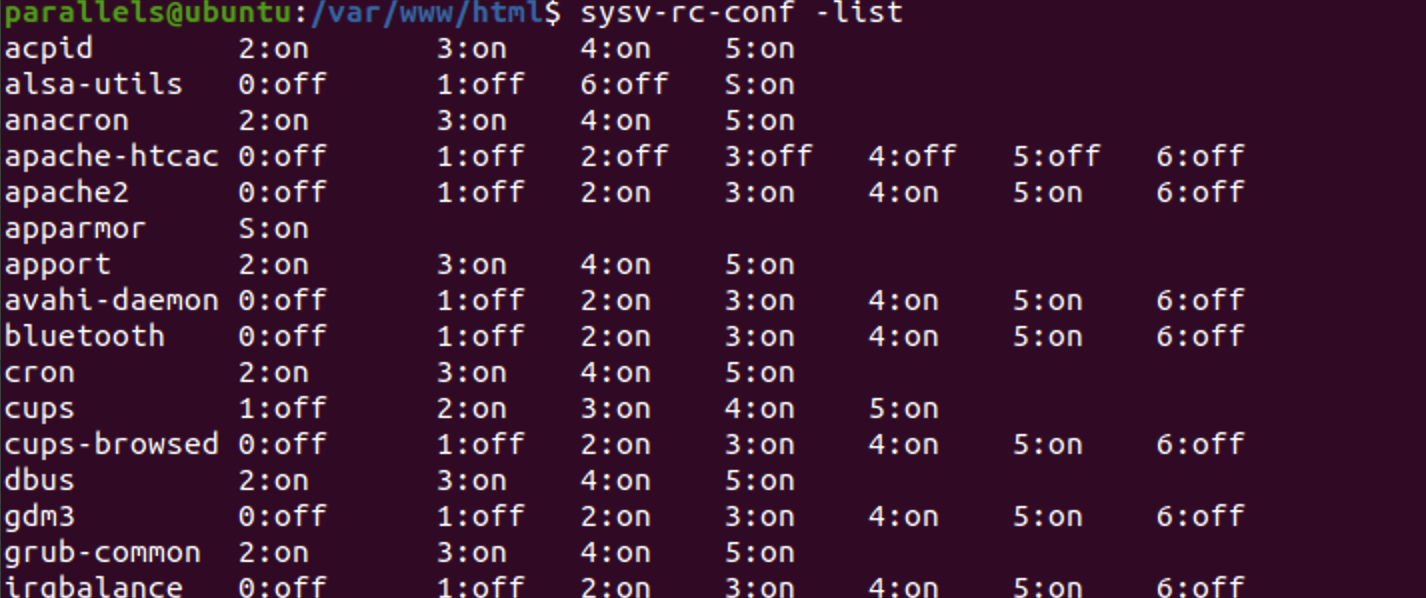 parallels@ubuntu:/var/www/html$ sysv-rc-conf -list
acpid 2:on 3:on 4:on 5:on
alsa-utils 0:off 1:off 6:off S:on
anacron 2:on 3:on 4:on 5:on
apache-htcac 0:off 1:off 2:off 3:off 4:off 5:off 6:off
apache2 0:off 1:off 2:on 3:on 4:on 5:on 6:off
apparmor S:on
apport 2:on 3:on 4:on 5:on
avahi-daemon 0:off 1:off 2:on 3:on 4:on 5:on 6:off
bluetooth 0:off 1:off 2:on 3:on 4:on 5:on 6:off
cron 2:on 3:on 4:on 5:on
cups 1:off 2:on 3:on 4:on 5:on
cups-browsed 0:off 1:off 2:on 3:on 4:on 5:on 6:off
dbus 2:on 3:on 4:on 5:on
gdm3 0:off 1:off 2:on 3:on 4:on 5:on 6:off
grub-common 2:on 3:on 4:on 5:on
irqbalance 0:off 1:off 2:on 3:on 4:on 5:on 6:off